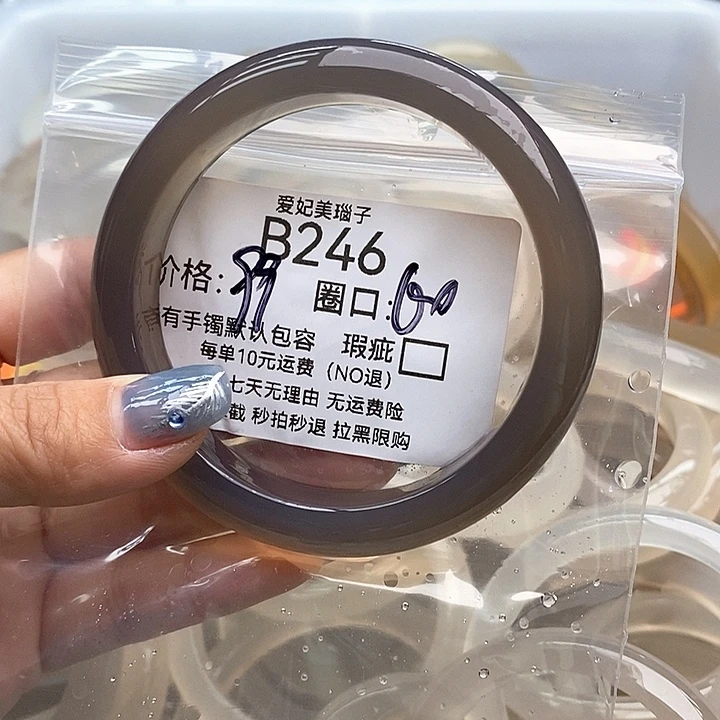 爱妃美瑙子
B246
价格: 99 圈口: 60
有手镯默认包容 瑕疵
每单10元运费（NO退）
七天无理由 无运费险
截 秒拍秒退 拉黑限购